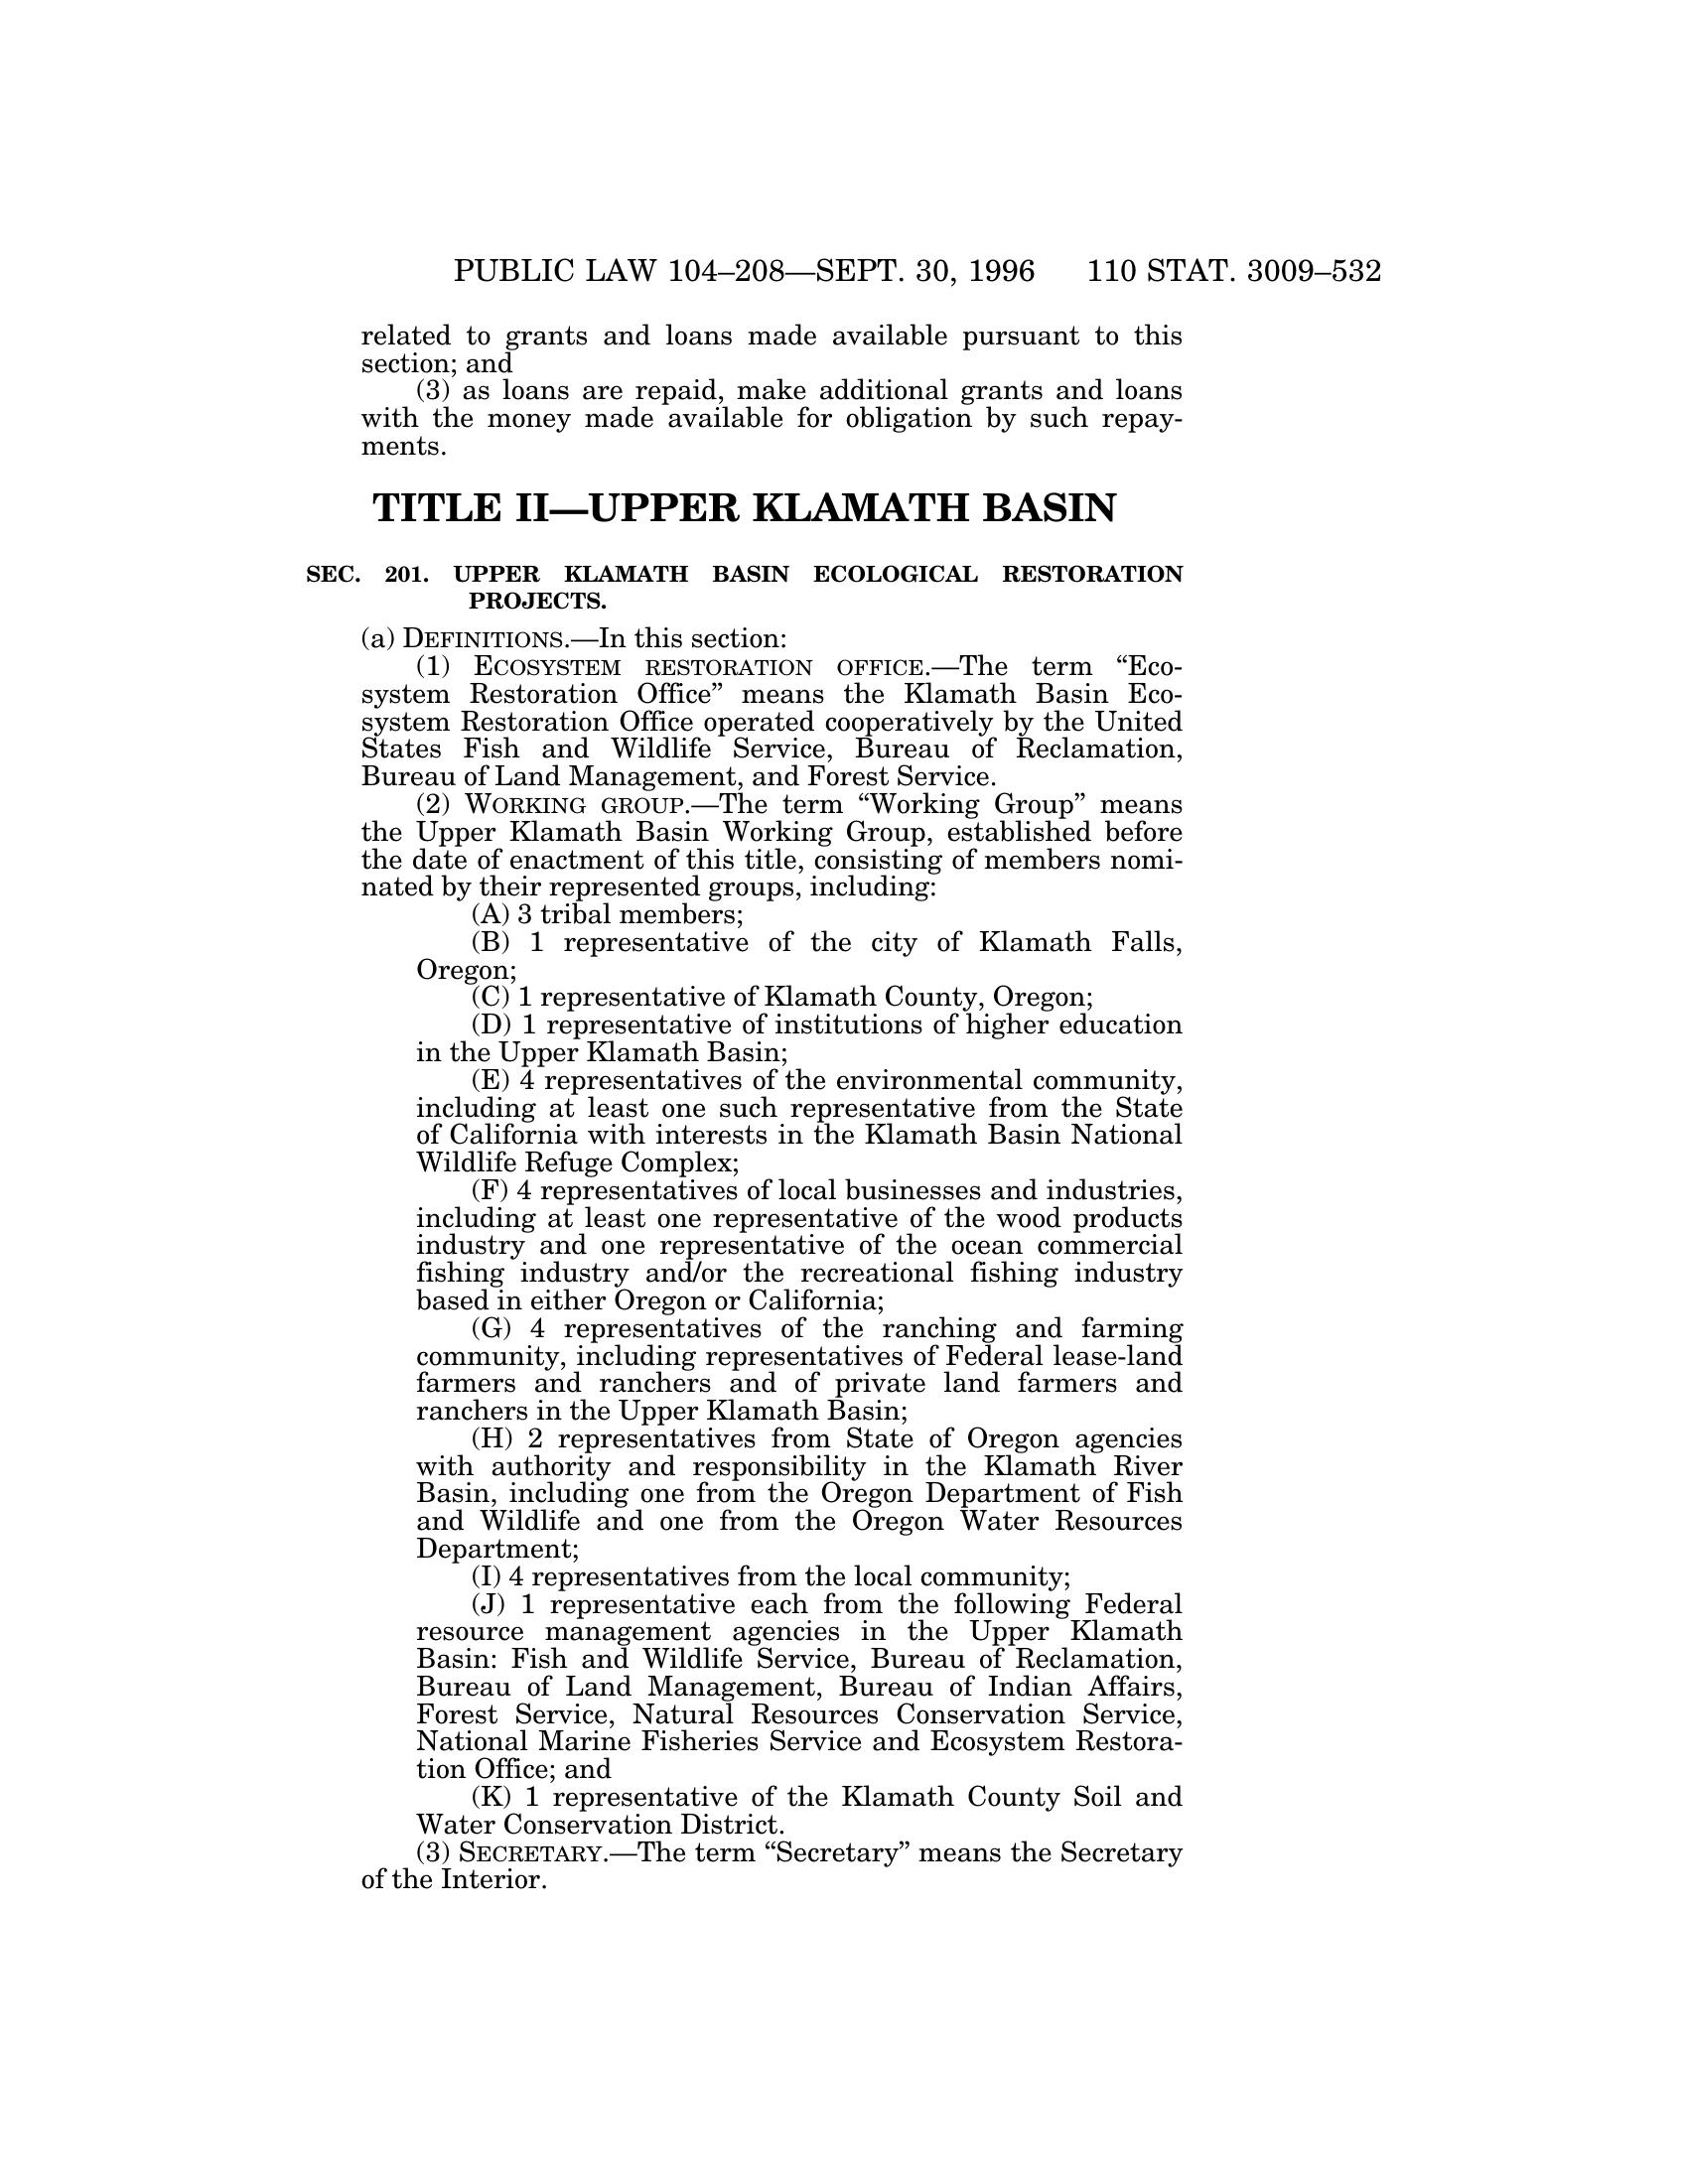 PUBLIC LAW 104–208—SEPT. 30, 1996 110 STAT. 3009–532
related to grants and loans made available pursuant to this
section; and
(3) as loans are repaid, make additional grants and loans
with the money made available for obligation by such repay-
ments.
TITLE II—UPPER KLAMATH BASIN
SEC. 201. UPPER KLAMATH BASIN ECOLOGICAL RESTORATION
PROJECTS.
(a) DEFINITIONS.—In this section:
(1) ECOSYSTEM RESTORATION OFFICE.—The term “Eco-
system Restoration Office” means the Klamath Basin Eco-
system Restoration Office operated cooperatively by the United
States Fish and Wildlife Service, Bureau of Reclamation,
Bureau of Land Management, and Forest Service.
(2) WORKING GROUP.—The term “Working Group” means
the Upper Klamath Basin Working Group, established before
the date of enactment of this title, consisting of members nomi-
nated by their represented groups, including:
(A) 3 tribal members;
(B) 1 representative of the city of Klamath Falls,
Oregon;
(C) 1 representative of Klamath County, Oregon;
(D) 1 representative of institutions of higher education
in the Upper Klamath Basin;
(E) 4 representatives of the environmental community,
including at least one such representative from the State
of California with interests in the Klamath Basin National
Wildlife Refuge Complex;
(F) 4 representatives of local businesses and industries,
including at least one representative of the wood products
industry and one representative of the ocean commercial
fishing industry and/or the recreational fishing industry
based in either Oregon or California;
(G) 4 representatives of the ranching and farming
community, including representatives of Federal lease-land
farmers and ranchers and of private land farmers and
ranchers in the Upper Klamath Basin;
(H) 2 representatives from State of Oregon agencies
with authority and responsibility in the Klamath River
Basin, including one from the Oregon Department of Fish
and Wildlife and one from the Oregon Water Resources
Department;
(I) 4 representatives from the local community;
(J) 1 representative each from the following Federal
resource management agencies in the Upper Klamath
Basin: Fish and Wildlife Service, Bureau of Reclamation,
Bureau of Land Management, Bureau of Indian Affairs,
Forest Service, Natural Resources Conservation Service,
National Marine Fisheries Service and Ecosystem Restora-
tion Office; and
(K) 1 representative of the Klamath County Soil and
Water Conservation District.
(3) SECRETARY.—The term “Secretary” means the Secretary
of the Interior.